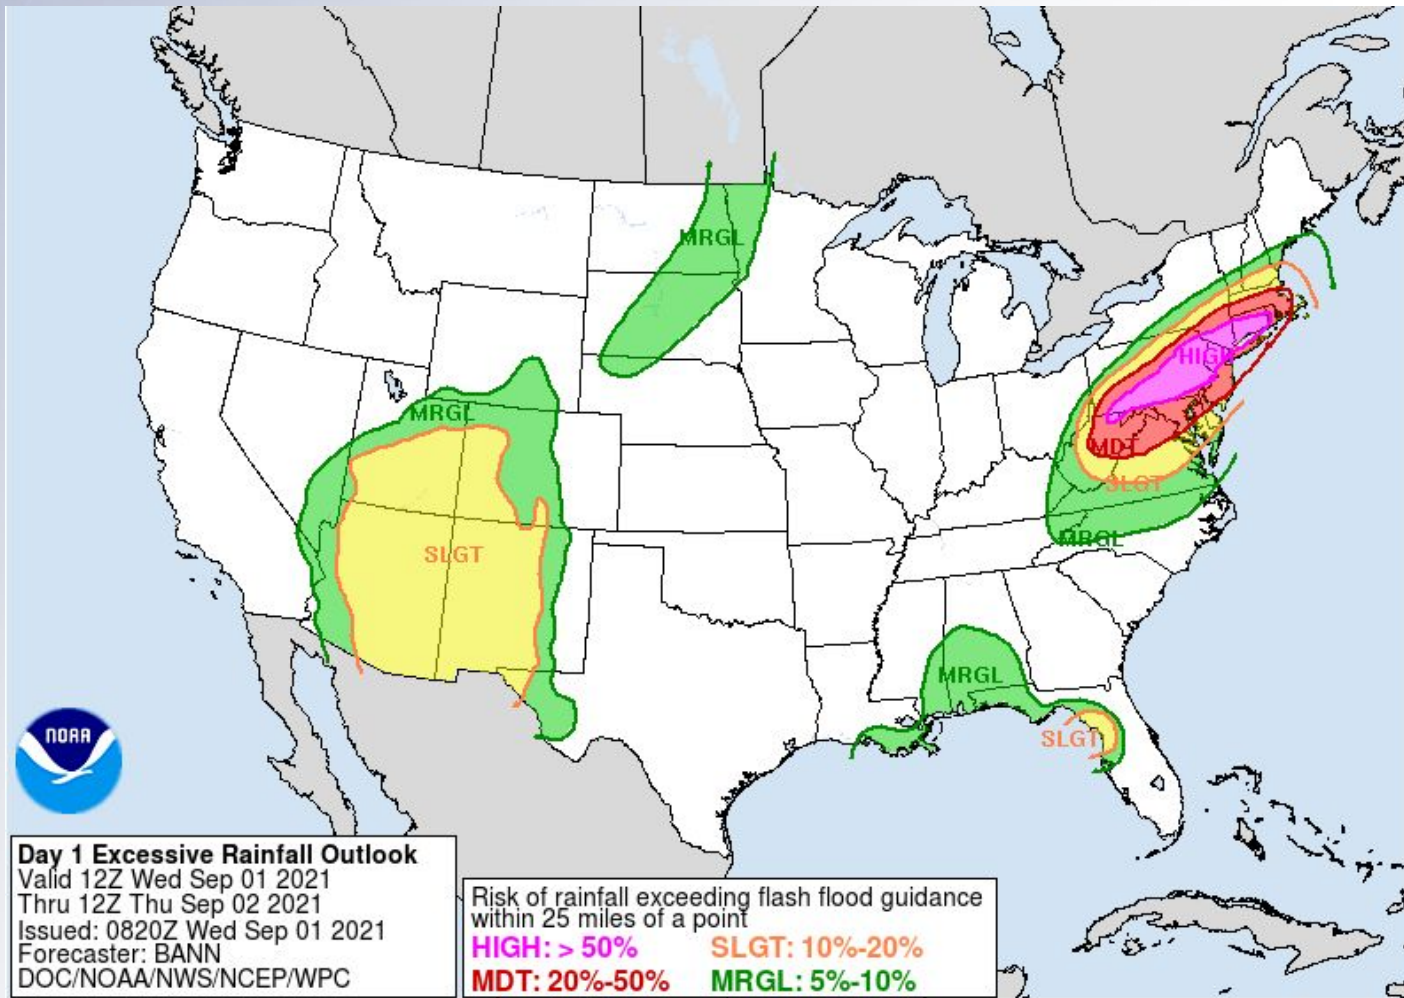 MRGL
HIGH
MRGL
MDT
SLGT
MRGL
SLGT
MRGL
SLGT
NOAA
Day 1 Excessive Rainfall Outlook
Valid 12Z Wed Sep 01 2021
Thru 12Z Thu Sep 02 2021
Issued: 0820Z Wed Sep 01 2021
Forecaster: BANN
DOC/NOAA/NWS/NCEP/WPC
Risk of rainfall exceeding flash flood guidance
within 25 miles of a point
HIGH: > 50% SLGT: 10%-20%
MDT: 20%-50% MRGL: 5%-10%